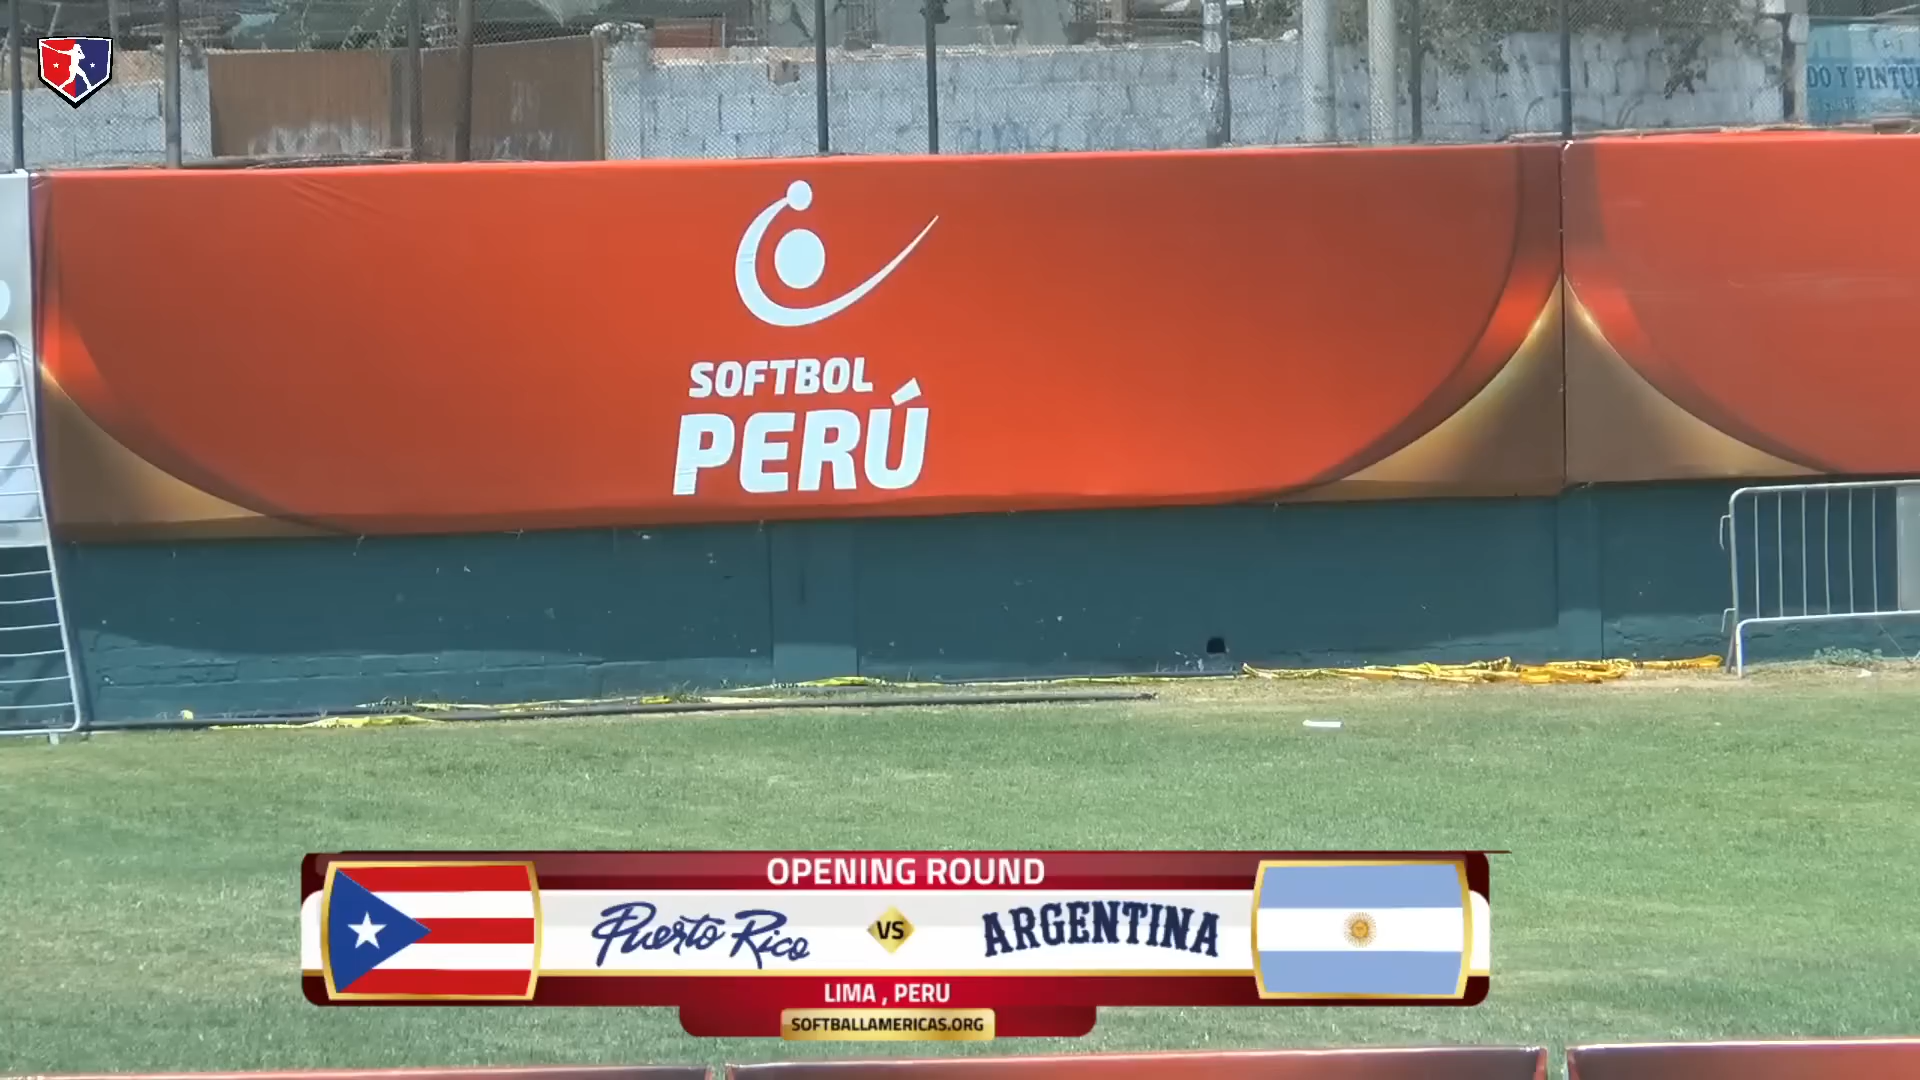 DO Y PINTU
SOFTBOL
PERÚ
OPENING ROUND
Puerto Rico
VS
ARGENTINA
LIMA , PERU
SOFTBALLAMERICAS.ORG